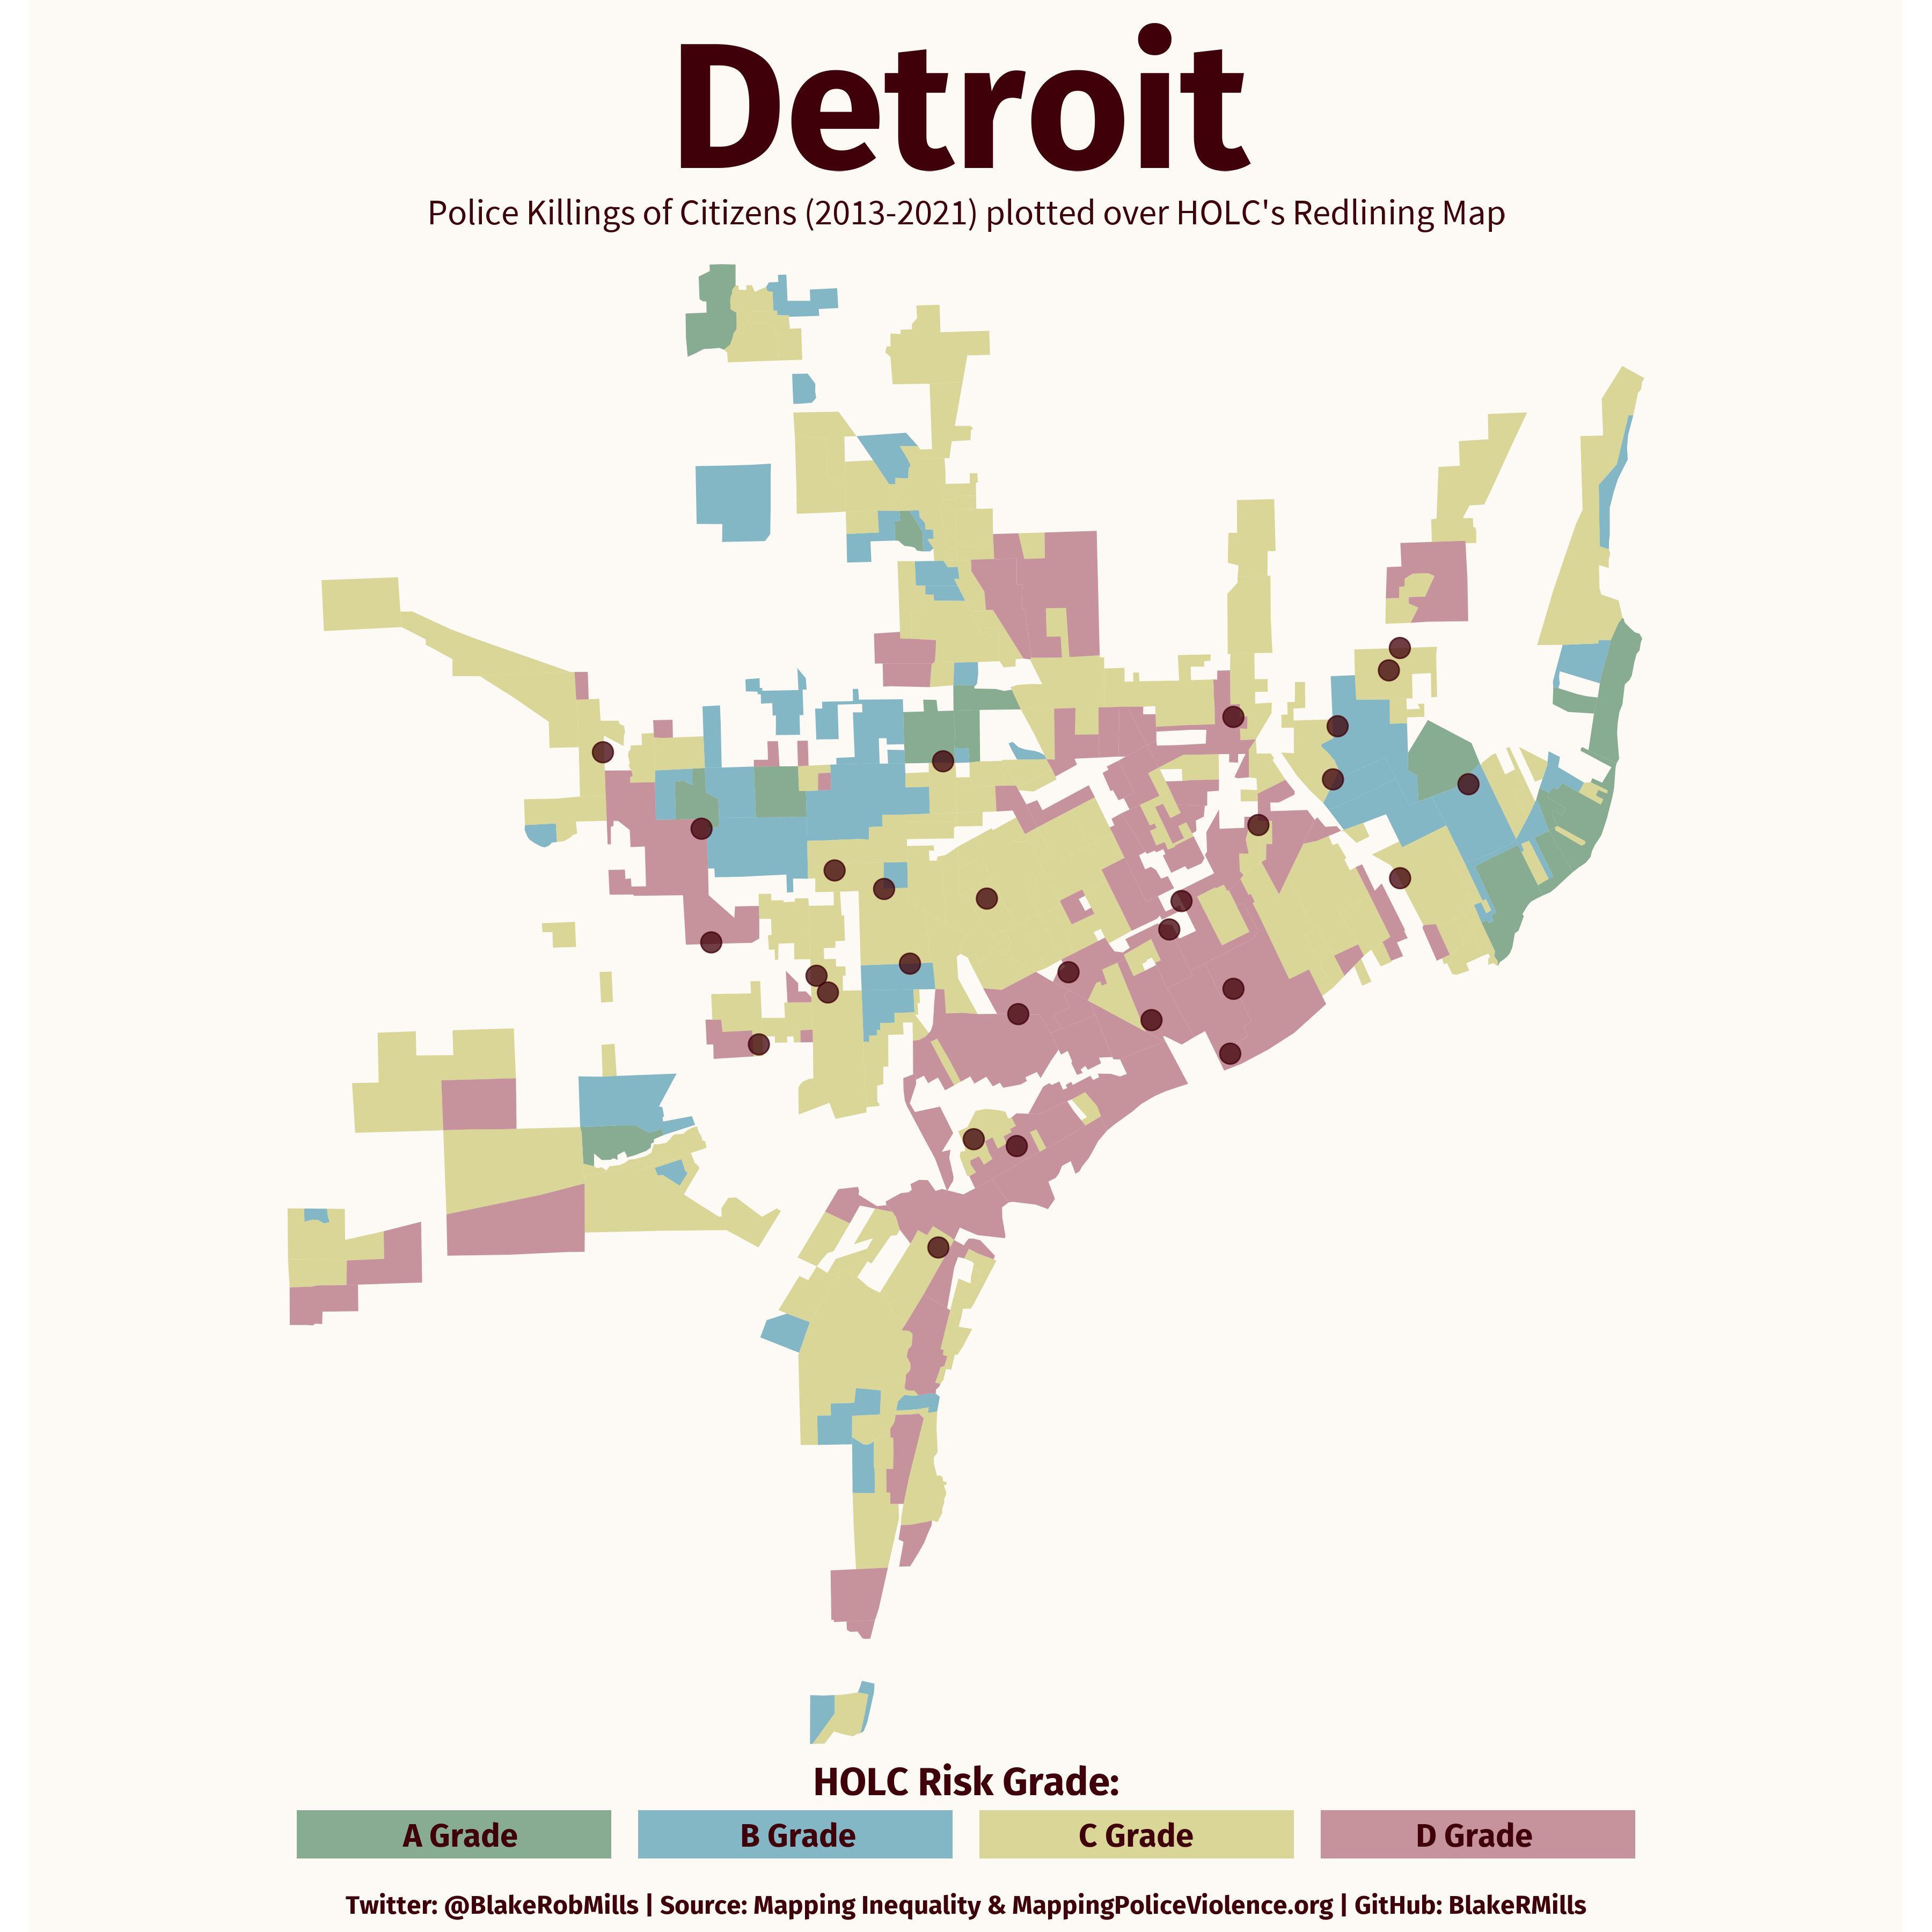 Detroit
Police Killings of Citizens (2013-2021) plotted over HOLC's Redlining Map
HOLC Risk Grade:
A Grade
B Grade
C Grade
D Grade
Twitter: @BlakeRobMills | Source: Mapping Inequality & MappingPoliceViolence.org | GitHub: BlakeRMills